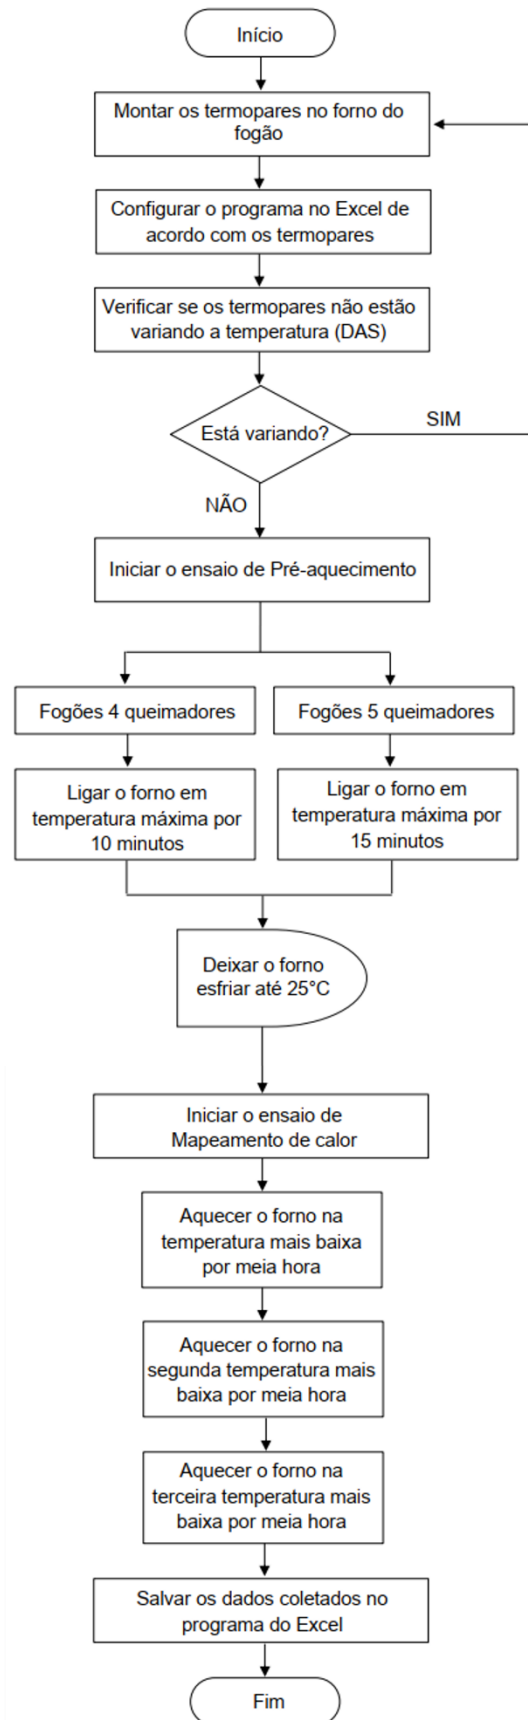 Início
Montar os termopares no forno do
fogão
Configurar o programa no Excel de
acordo com os termopares
Verificar se os termopares não estão
variando a temperatura (DAS)
Está variando?
SIM
NÃO
Iniciar o ensaio de Pré-aquecimento
Fogões 4 queimadores
Fogões 5 queimadores
Ligar o forno em
temperatura máxima por
10 minutos
Ligar o forno em
temperatura máxima por
15 minutos
Deixar o forno
esfriar até 25°C
Iniciar o ensaio de
Mapeamento de calor
Aquecer o forno na
temperatura mais baixa
por meia hora
Aquecer o forno na
segunda temperatura mais
baixa por meia hora
Aquecer o forno na
terceira temperatura mais
baixa por meia hora
Salvar os dados coletados no
programa do Excel
Fim